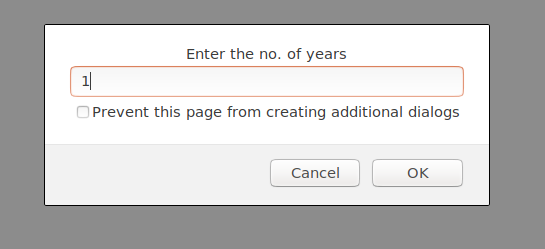 Enter the no. of years
1
Prevent this page from creating additional dialogs
Cancel OK